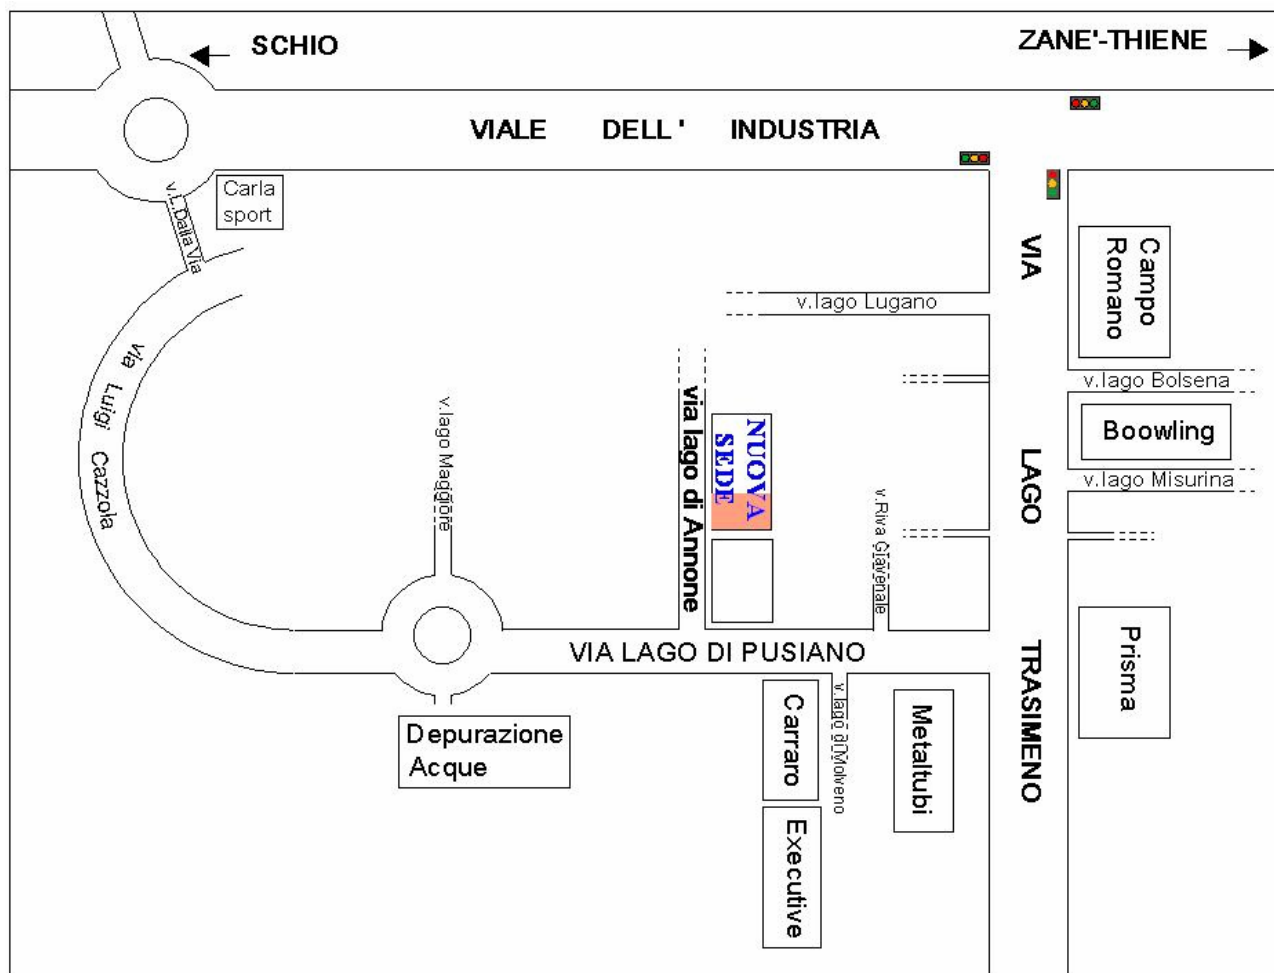 SCHIO
ZANE'-THIENE
VIALE DELL' INDUSTRIA
v.L.Dalla Via
Carla
sport
VIA LAGO TRASIMENO
Campo
Romano
v.lago Lugano
v.lago Bolsena
via Luigi Cazzola
v.lago Maggiore
via lago di Annone
NUOVA
SEDE
Boowling
v.lago Misurina
v.Riva Giavenale
VIA LAGO DI PUSIANO
Prisma
Depurazione
Acque
Carraro
v.lago di Molveno
Metaltubi
Executive